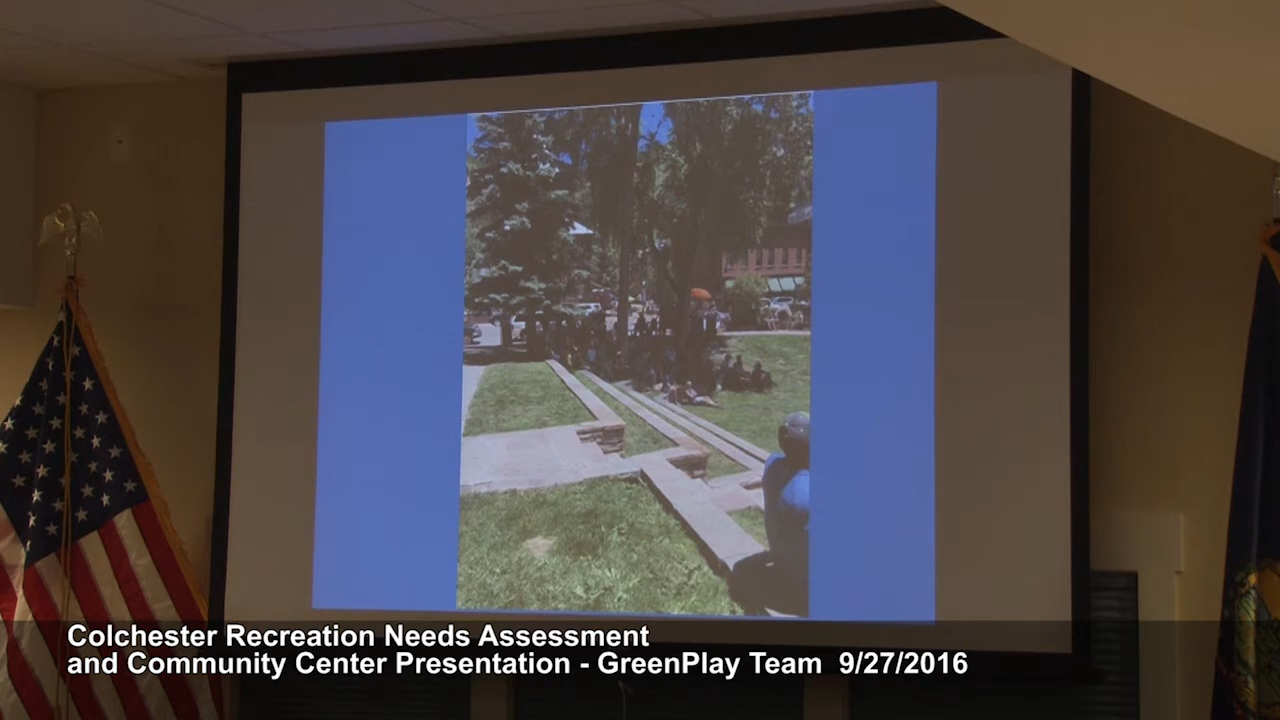 Colchester Recreation Needs Assessment
and Community Center Presentation - GreenPlay Team 9/27/2016